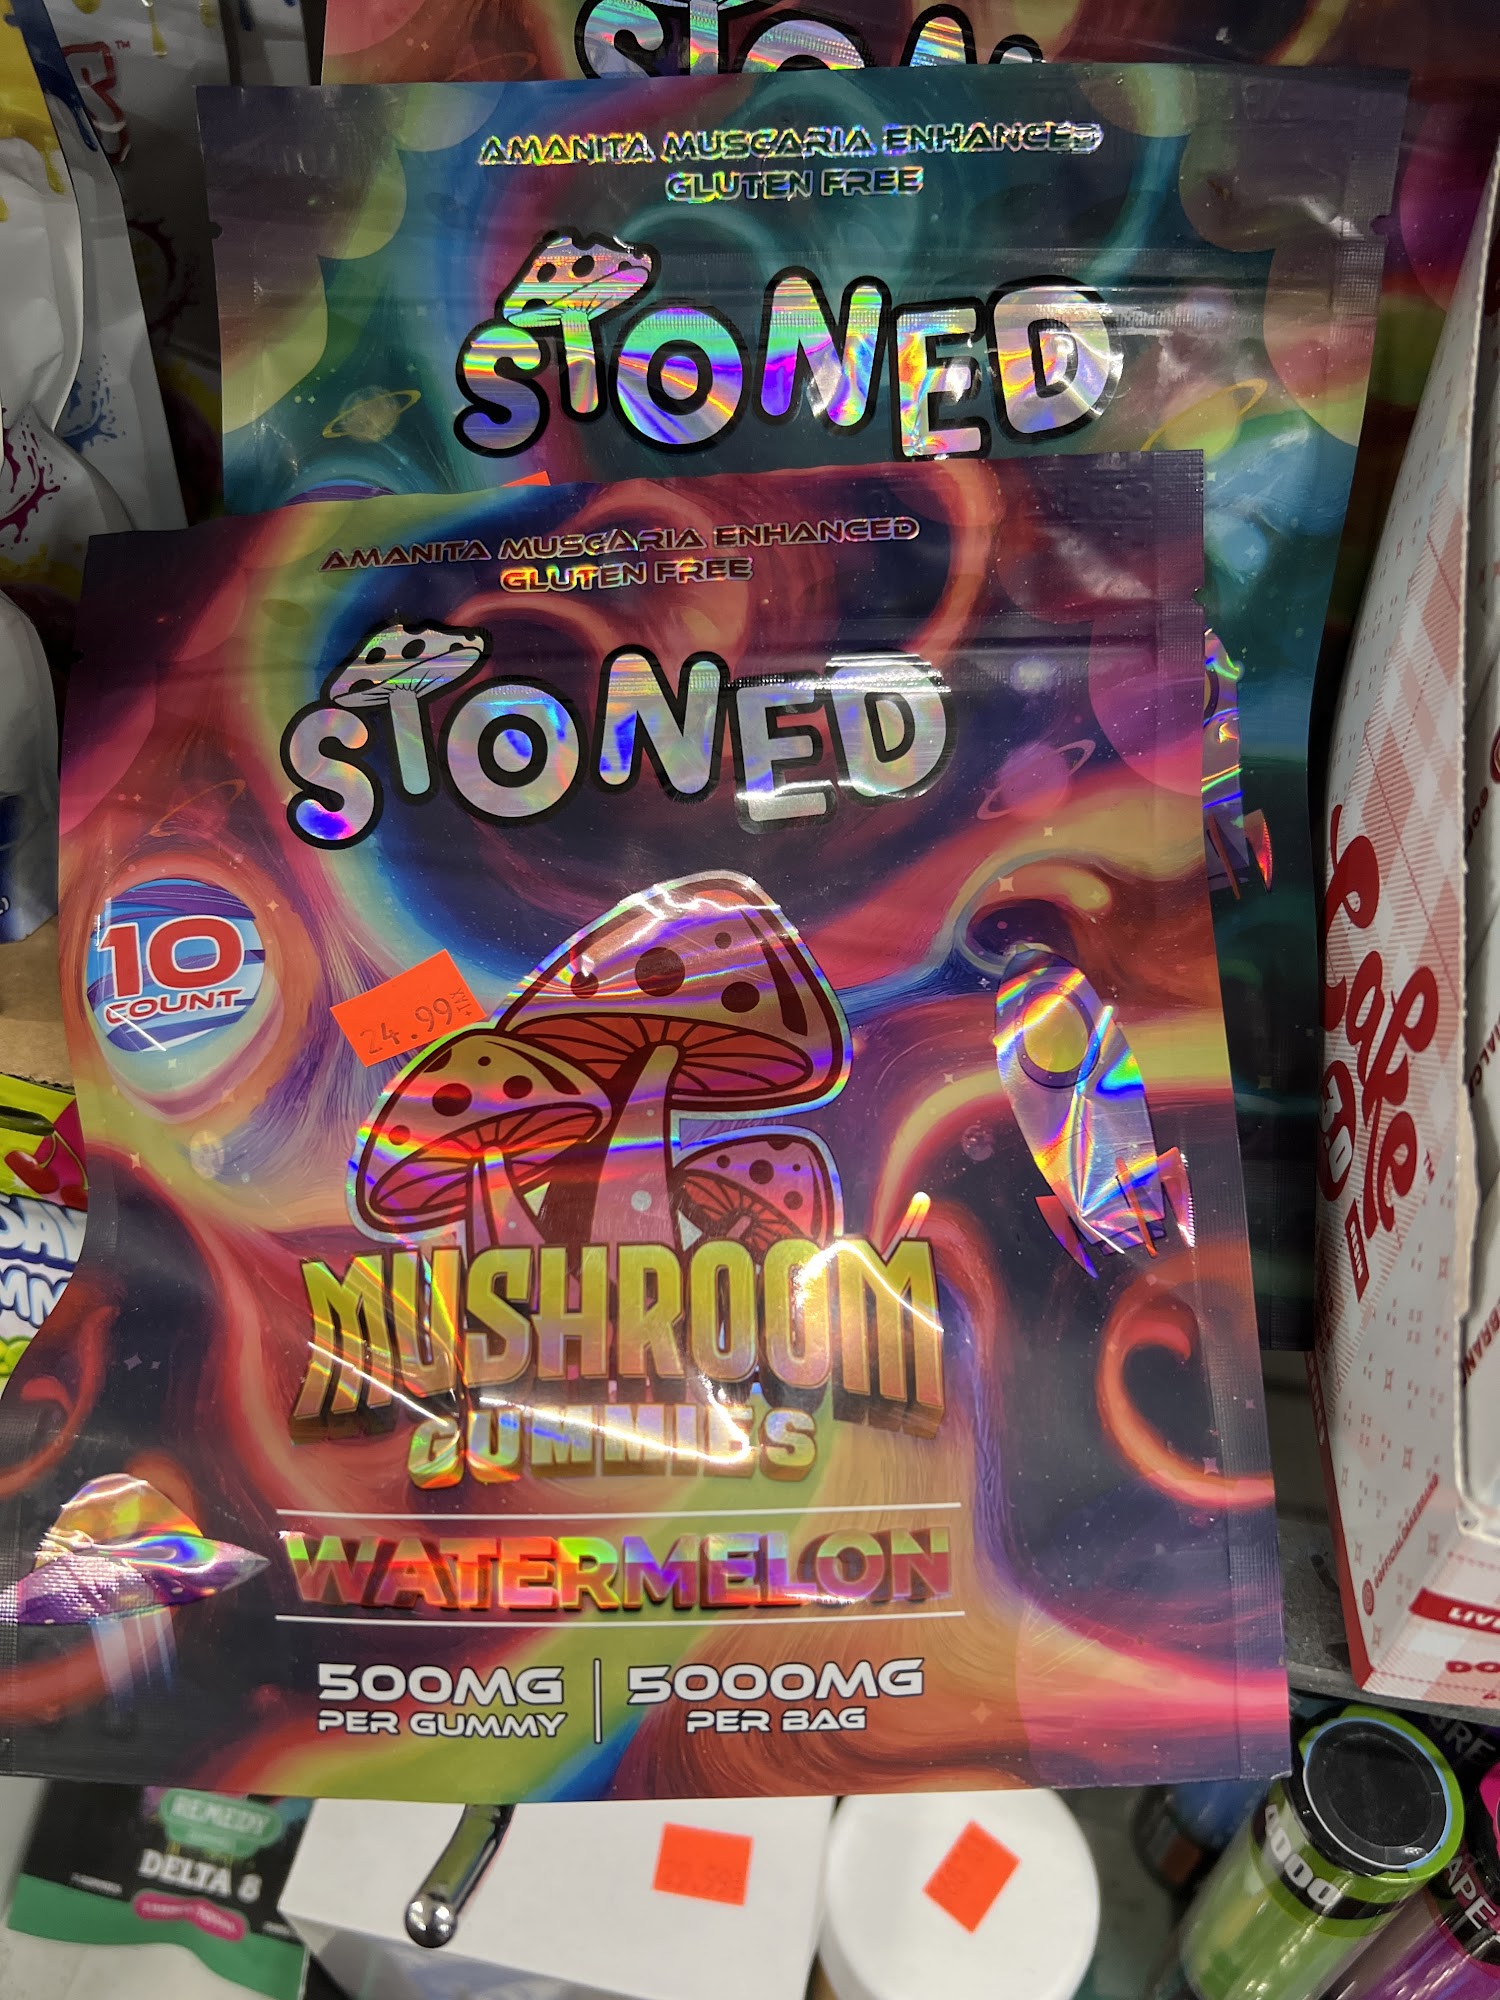 AMANITA MUSCARIA ENHANCED
GLUTEN FREE
STONED
AMANITA MUSCARIA ENHANCED
GLUTEN FREE
STONED
10
COUNT
24.99
MUSHROOM
GUMMIES
WATERMELON
500MG
PER GUMMY
5000MG
PER BAG
REMEDY
DELTA 8